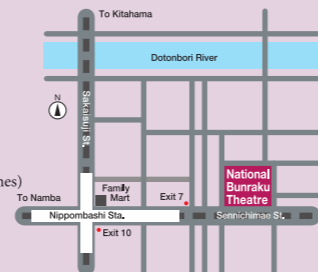 To Kitahama
Dotonbori River
Sakaisuji St.
N
nes)
National
Bunraku
Theatre
Family
Mart
To Namba
Exit 7
Nippombashi Sta.
Sennichimae St.
Exit 10